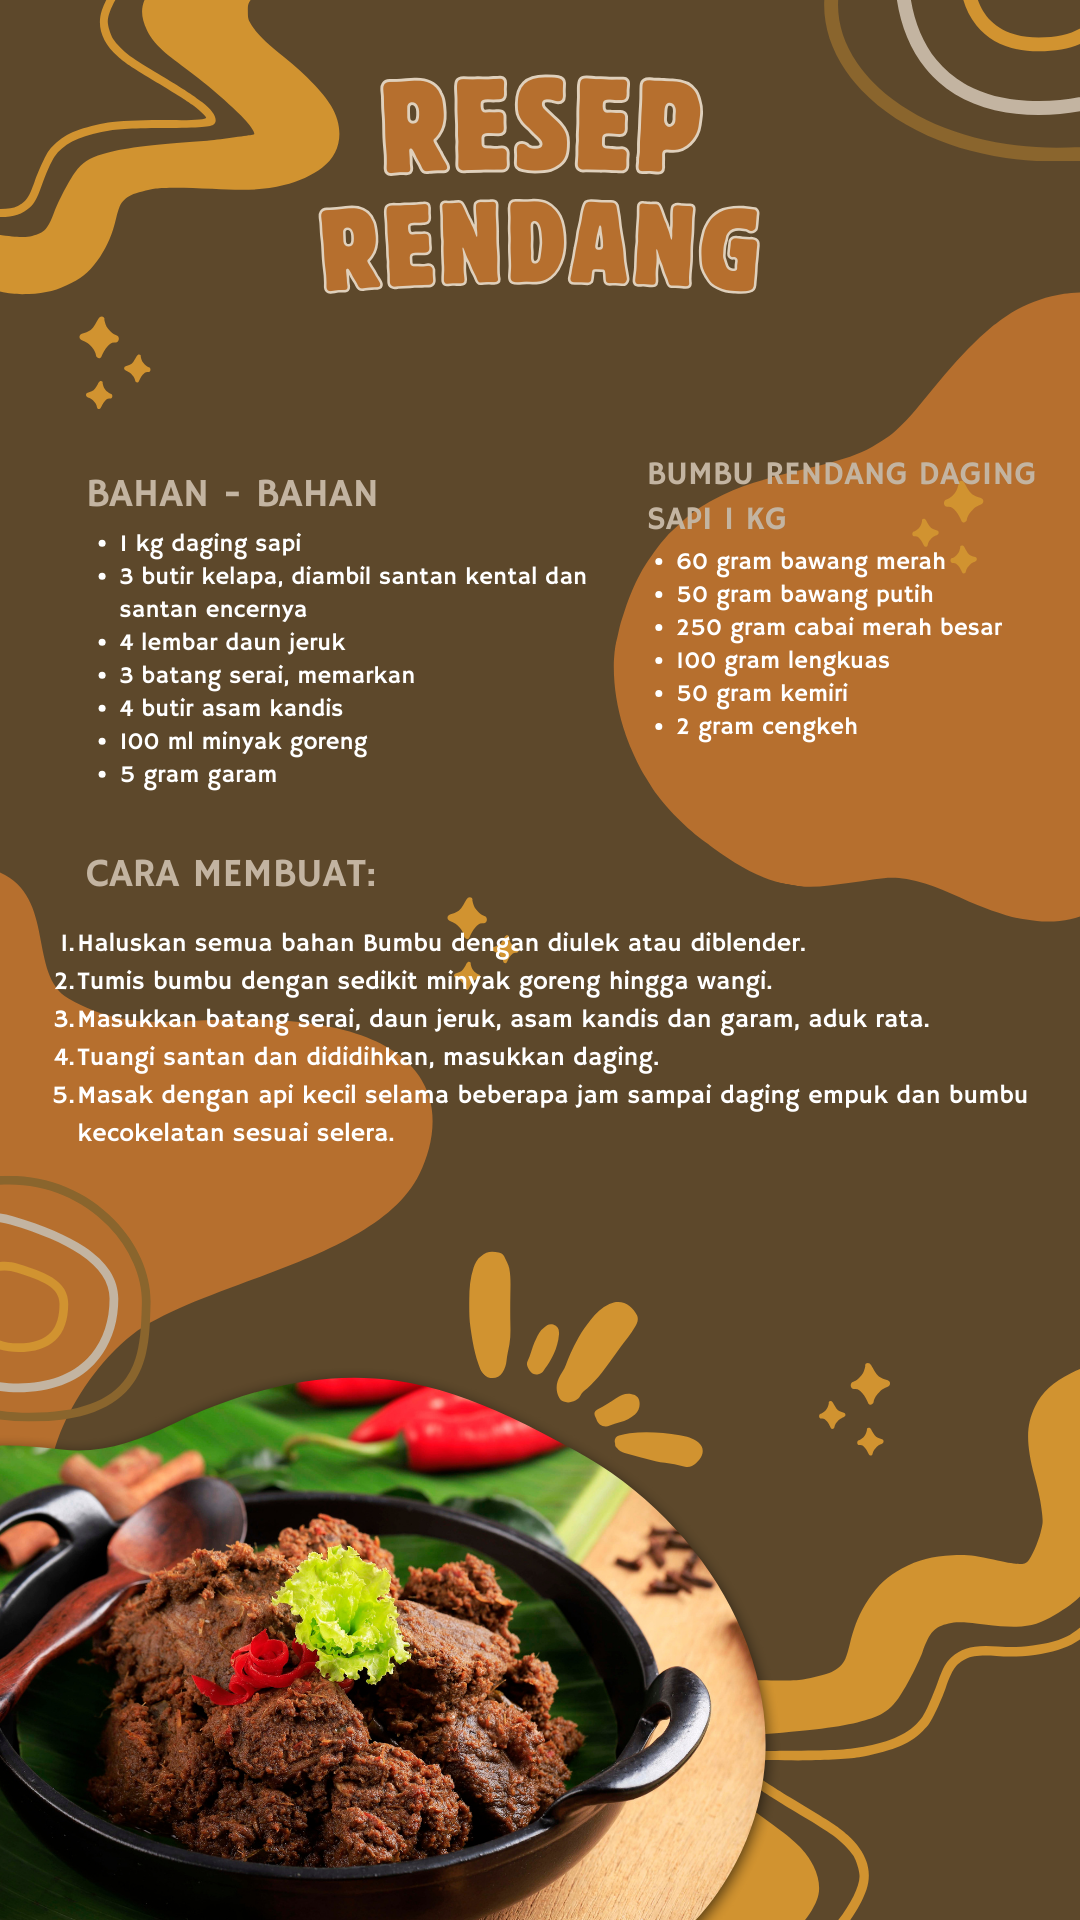 RESEP
RENDANG
BAHAN - BAHAN
• 1 kg daging sapi
• 3 butir kelapa, diambil santan kental dan
santan encernya
• 4 lembar daun jeruk
• 3 batang serai, memarkan
• 4 butir asam kandis
• 100 ml minyak goreng
• 5 gram garam
BUMBU RENDANG DAGING
SAPI 1 KG
• 60 gram bawang merah
• 50 gram bawang putih
• 250 gram cabai merah besar
• 100 gram lengkuas
• 50 gram kemiri
• 2 gram cengkeh
CARA MEMBUAT:
1. Haluskan semua bahan Bumbu dengan diulek atau diblender.
2. Tumis bumbu dengan sedikit minyak goreng hingga wangi.
3. Masukkan batang serai, daun jeruk, asam kandis dan garam, aduk rata.
4. Tuangi santan dan dididihkan, masukkan daging.
5. Masak dengan api kecil selama beberapa jam sampai daging empuk dan bumbu
kecokelatan sesuai selera.